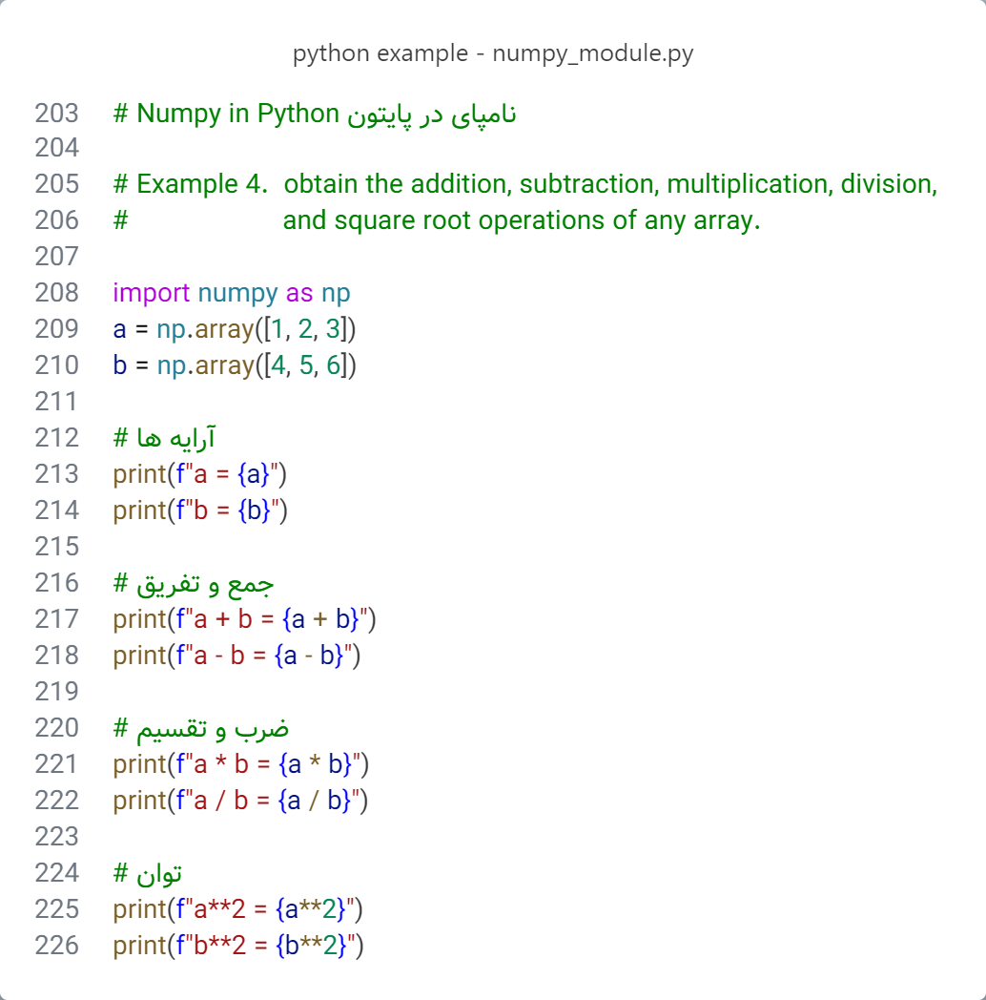 python example - numpy_module.py
203 # Numpy in Python نامپای در پایتون
204
205 # Example 4.  obtain the addition, subtraction, multiplication, division,
206 #                      and square root operations of any array.
207
208 import numpy as np
209 a = np.array([1, 2, 3])
210 b = np.array([4, 5, 6])
211
212 # آرایه ها
213 print(f"a = {a}")
214 print(f"b = {b}")
215
216 # جمع و تفریق
217 print(f"a + b = {a + b}")
218 print(f"a - b = {a - b}")
219
220 # ضرب و تقسیم
221 print(f"a * b = {a * b}")
222 print(f"a / b = {a / b}")
223
224 # توان
225 print(f"a**2 = {a**2}")
226 print(f"b**2 = {b**2}")